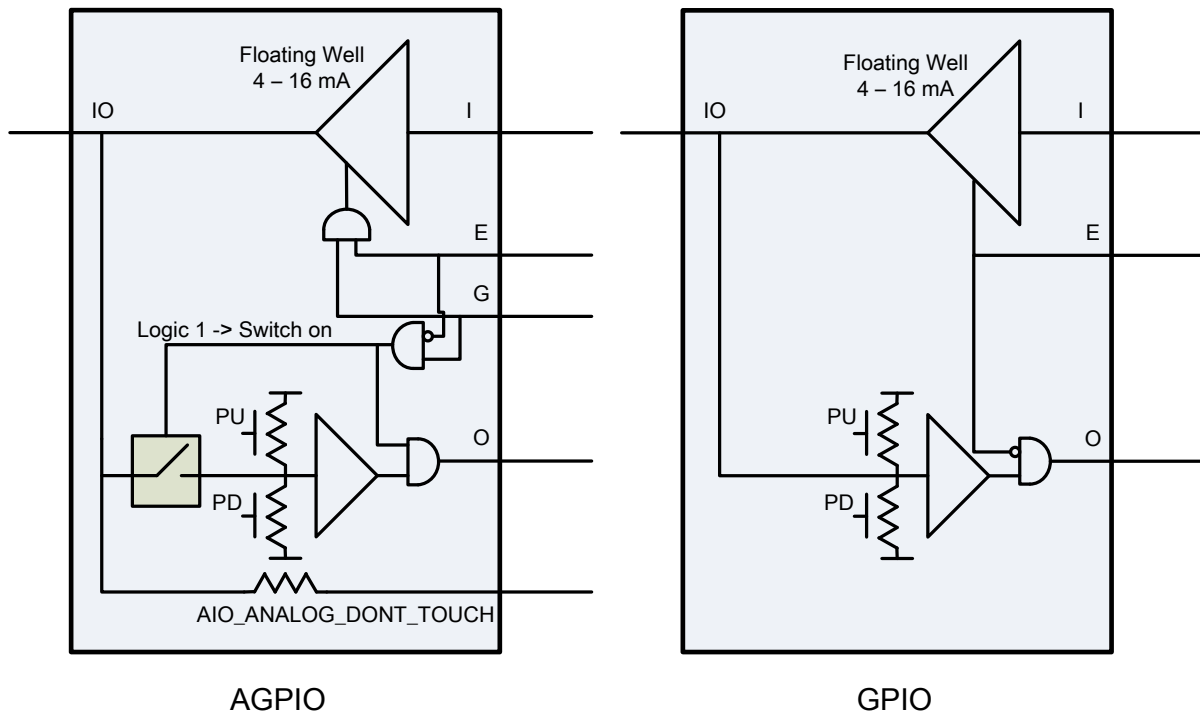 Floating Well
4 – 16 mA
IO
I
E
G
Logic 1 -> Switch on
PU
O
PD
AIO_ANALOG_DONT_TOUCH
AGPIO
Floating Well
4 – 16 mA
IO
I
E
PU
O
PD
GPIO